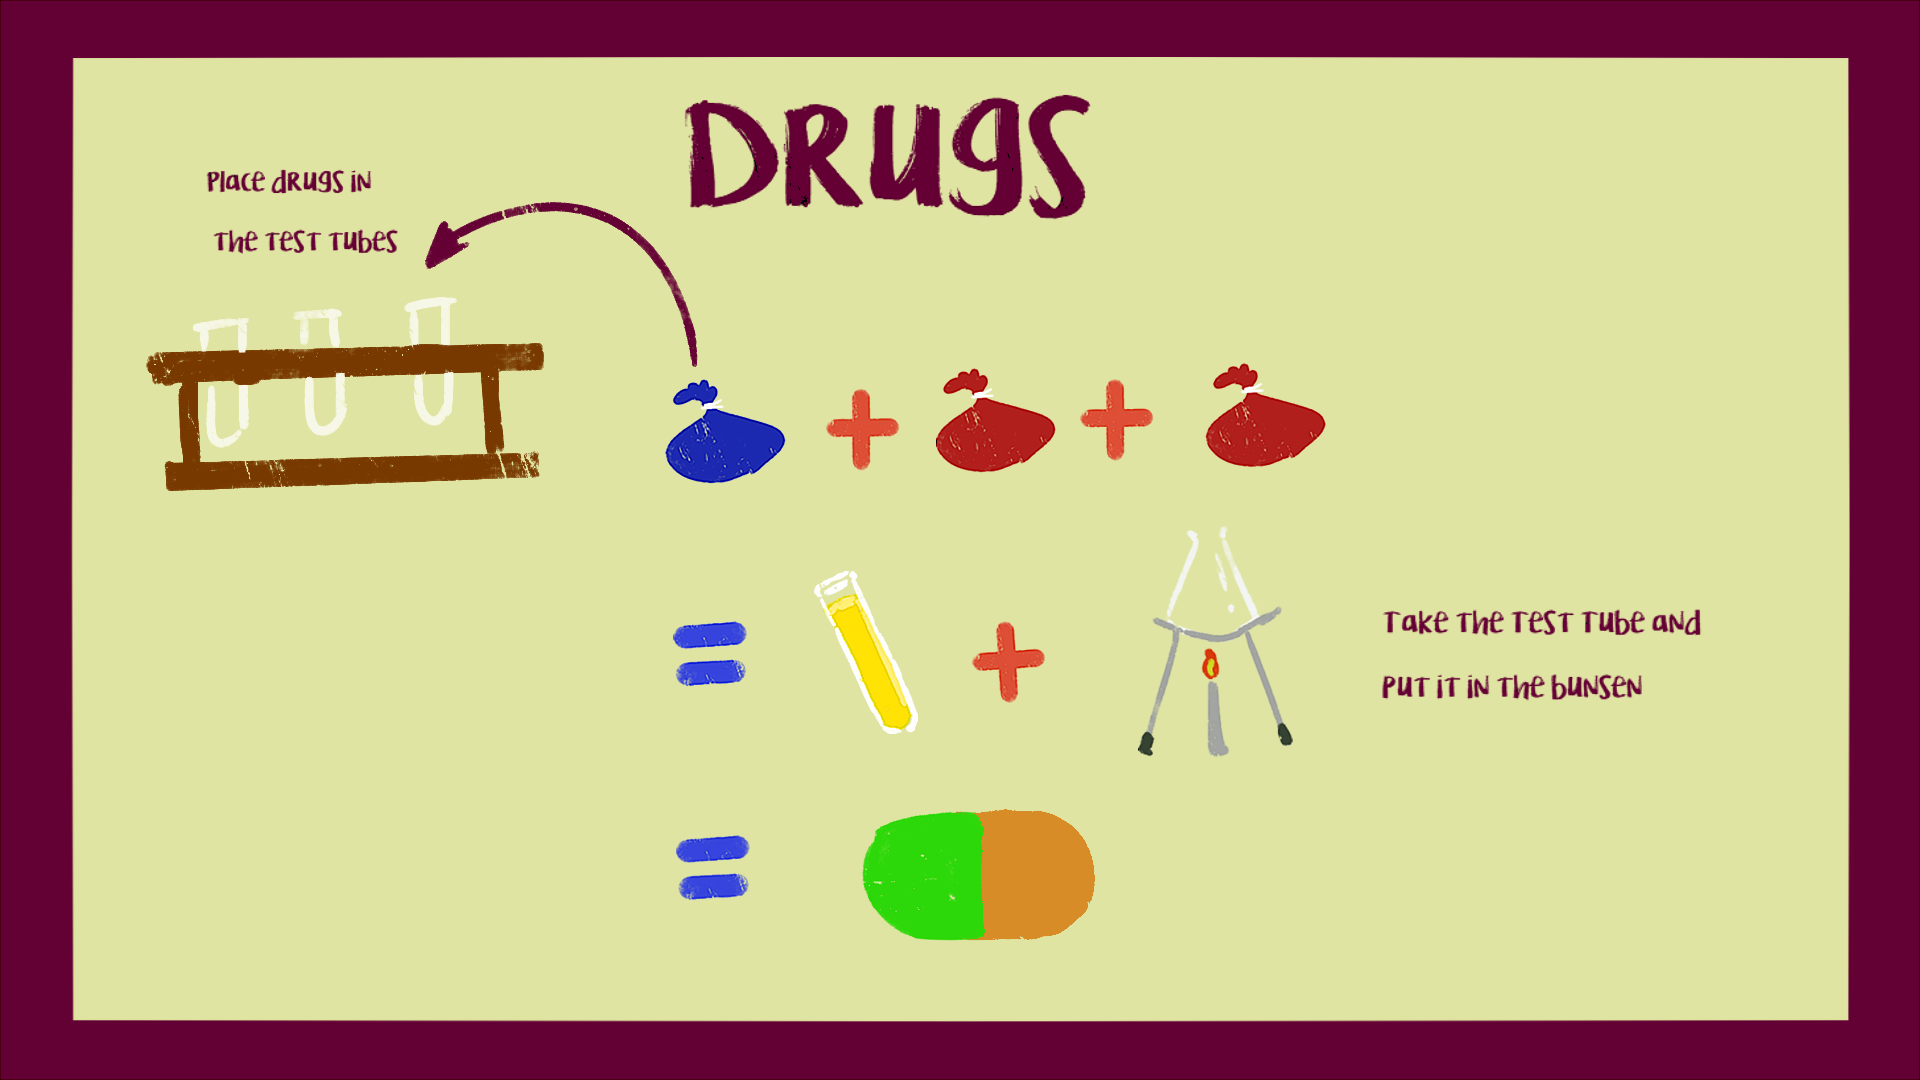 DRUgS
Place drugs in
The Test Tubes
Take The Test Tube and
put it in The bunsen